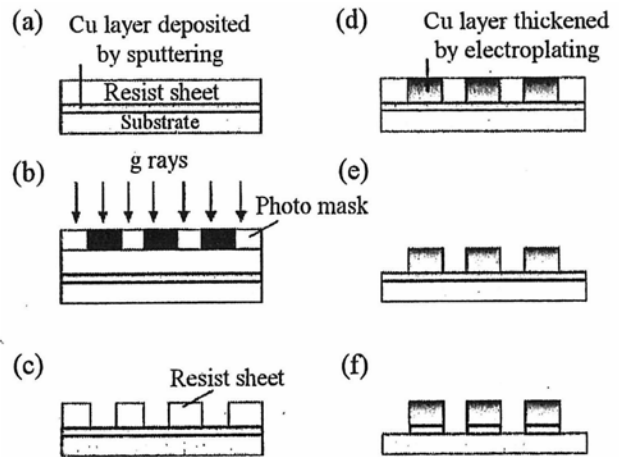 (a)
Cu layer deposited
by sputtering
Resist sheet
Substrate
(b)
g rays
Photo mask
(c)
Resist sheet
(d)
Cu layer thickened
by electroplating
(e)
(f)